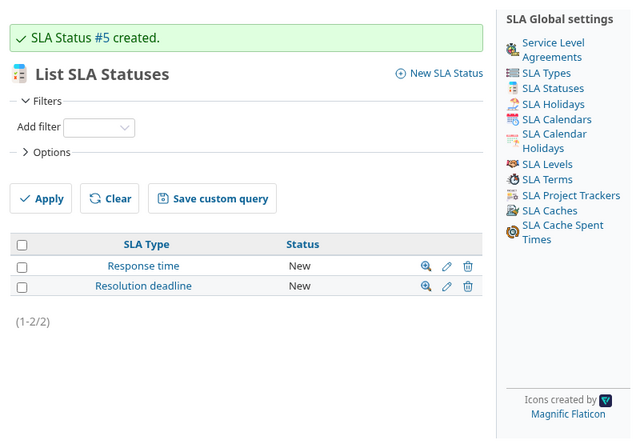 SLA Status #5 created.
List SLA Statuses
New SLA Status
Filters
Add filter
Options
Apply
Clear
Save custom query
SLA Type Status
Response time New
Resolution deadline New
(1-2/2)
SLA Global settings
Service Level
Agreements
SLA Types
SLA Statuses
SLA Holidays
SLA Calendars
SLA Calendar
Holidays
SLA Levels
SLA Terms
SLA Project Trackers
SLA Caches
SLA Cache Spent
Times
Icons created by
Magnific Flaticon